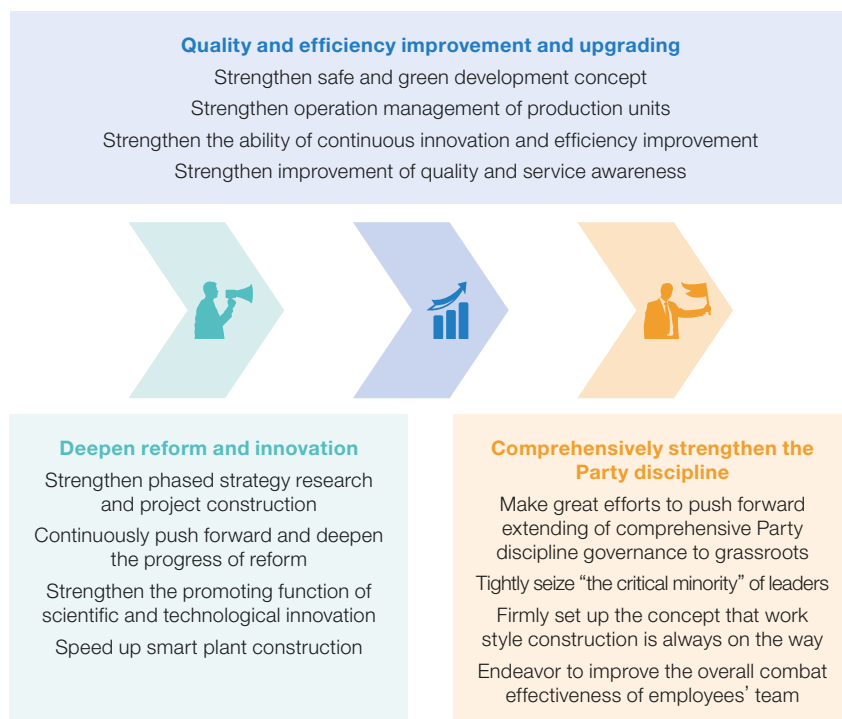 Quality and efficiency improvement and upgrading
Strengthen safe and green development concept
Strengthen operation management of production units
Strengthen the ability of continuous innovation and efficiency improvement
Strengthen improvement of quality and service awareness
Deepen reform and innovation
Strengthen phased strategy research
and project construction
Continuously push forward and deepen
the progress of reform
Strengthen the promoting function of
scientific and technological innovation
Speed up smart plant construction
Comprehensively strengthen the
Party discipline
Make great efforts to push forward
extending of comprehensive Party
discipline governance to grassroots
Tightly seize “the critical minority” of leaders
Firmly set up the concept that work
style construction is always on the way
Endeavor to improve the overall combat
effectiveness of employees’ team